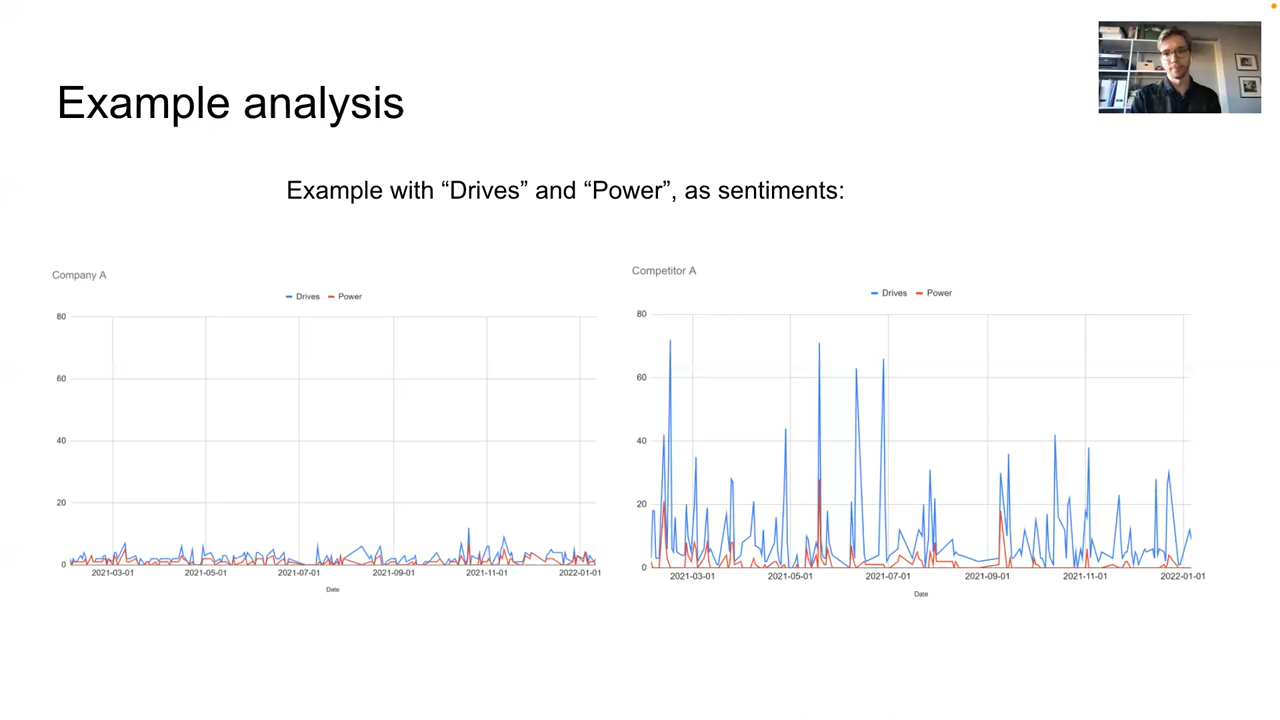 Example analysis
Example with “Drives” and “Power”, as sentiments:
Company A
Drives Power
80
60
40
20
0
2021-03-01 2021-05-01 2021-07-01 2021-09-01 2021-11-01 2022-01-01
Date
Competitor A
Drives Power
80
60
40
20
0
2021-03-01 2021-05-01 2021-07-01 2021-09-01 2021-11-01 2022-01-01
Date